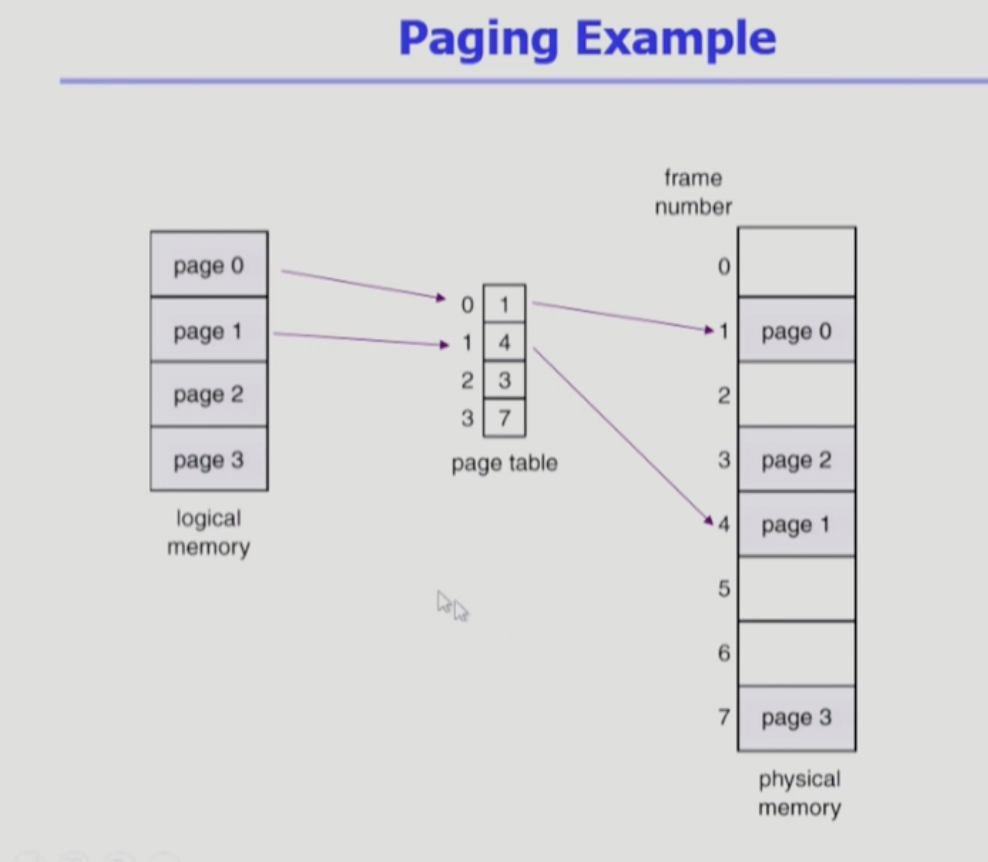 Paging Example
page 0
page 1
page 2
page 3
logical
memory
0 1
1 4
2 3
3 7
page table
frame
number
0
1 page 0
2
3 page 2
4 page 1
5
6
7 page 3
physical
memory